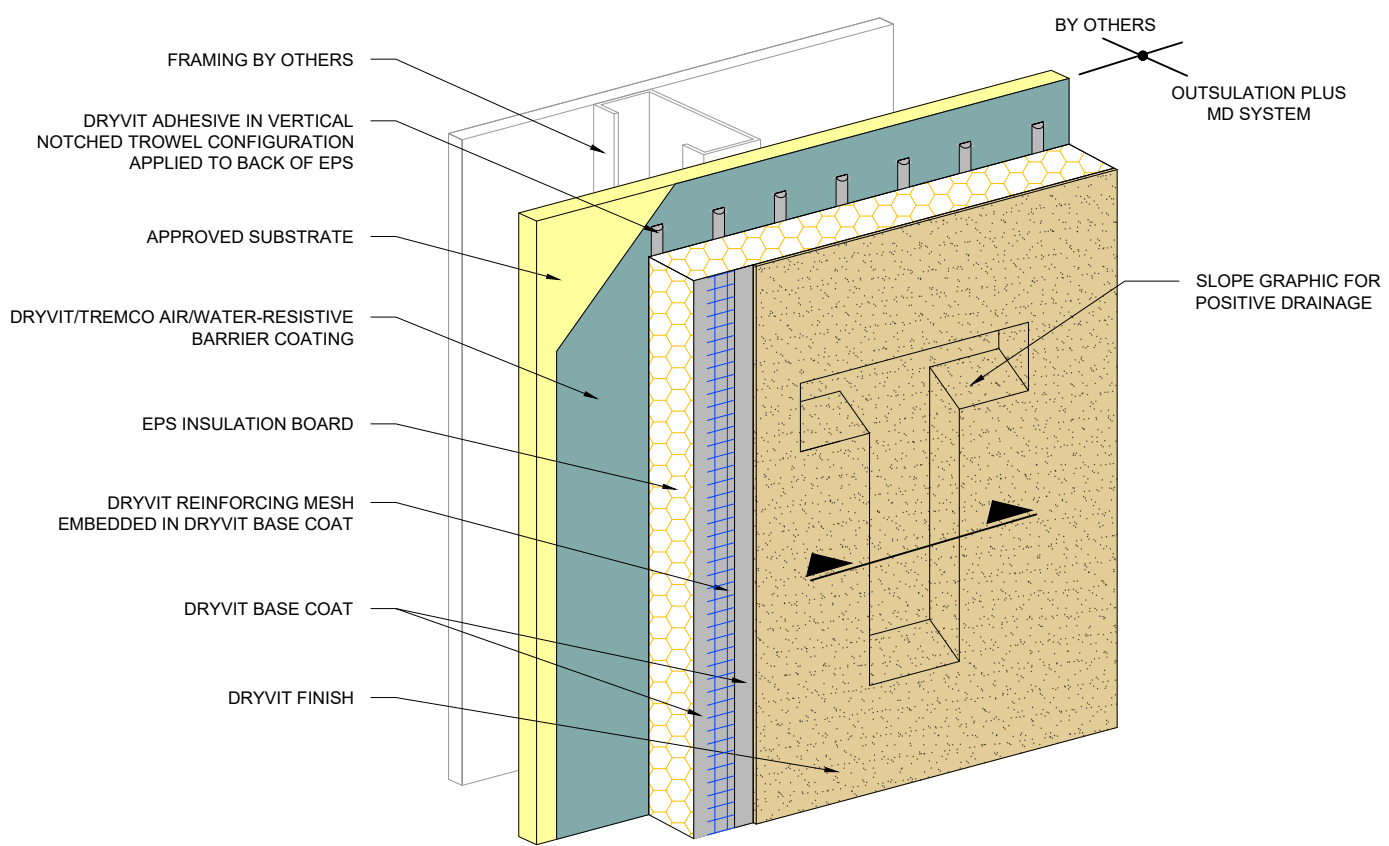 BY OTHERS
OUTSULATION PLUS
MD SYSTEM
FRAMING BY OTHERS
DRYVIT ADHESIVE IN VERTICAL
NOTCHED TROWEL CONFIGURATION
APPLIED TO BACK OF EPS
APPROVED SUBSTRATE
SLOPE GRAPHIC FOR
POSITIVE DRAINAGE
DRYVIT/TREMCO AIR/WATER-RESISTIVE
BARRIER COATING
EPS INSULATION BOARD
DRYVIT REINFORCING MESH
EMBEDDED IN DRYVIT BASE COAT
DRYVIT BASE COAT
DRYVIT FINISH